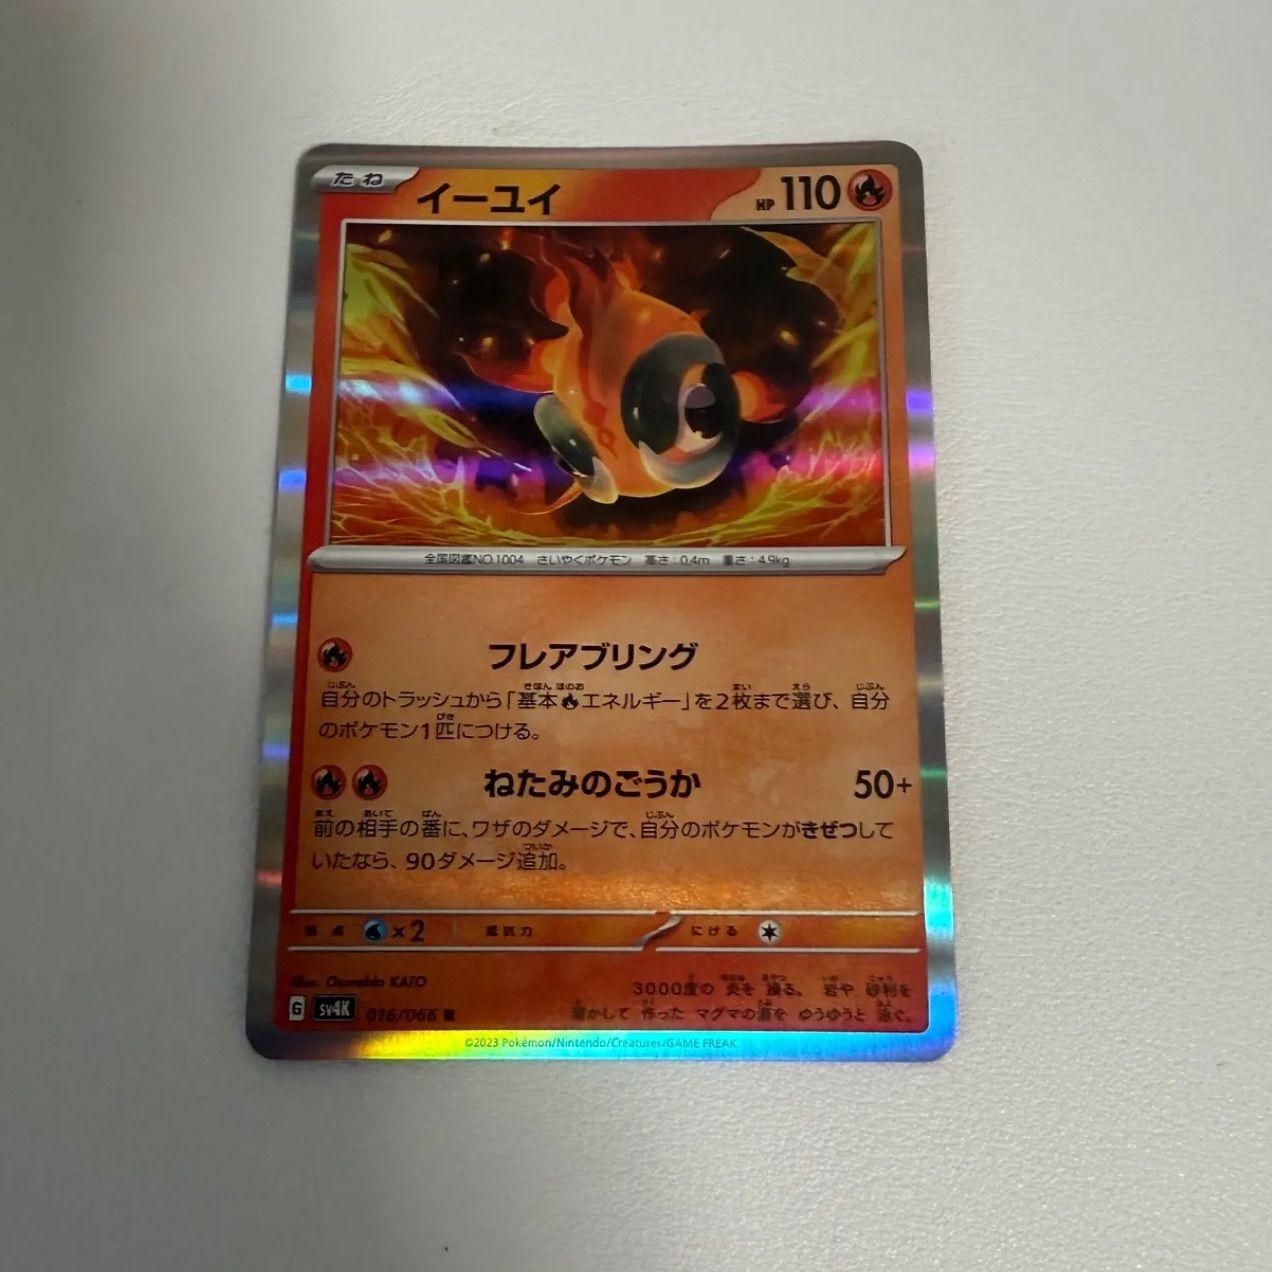 たね
イーユイ
HP 110
全国図鑑NO.1004 さいやくポケモン 高さ:0.4m 重さ:4.9kg
フレアブリング
自分のトラッシュから「基本エネルギー」を2枚まで選び、自分
のポケモン1匹につける。
ねたみのごうか 50+
前の相手の番に、ワザのダメージで、自分のポケモンがきぜつして
いたなら、90ダメージ追加。
弱点 ×2 抵抗力 にげる
Illus. Oswaldo KATO
3000度の 炎を 操る。 岩や 砂利を
G SV4K 016/066 R
溶かして 作った マグマの海を ゆうゆうと 泳ぐ。
©2023 Pokémon/Nintendo/Creatures/GAME FREAK.